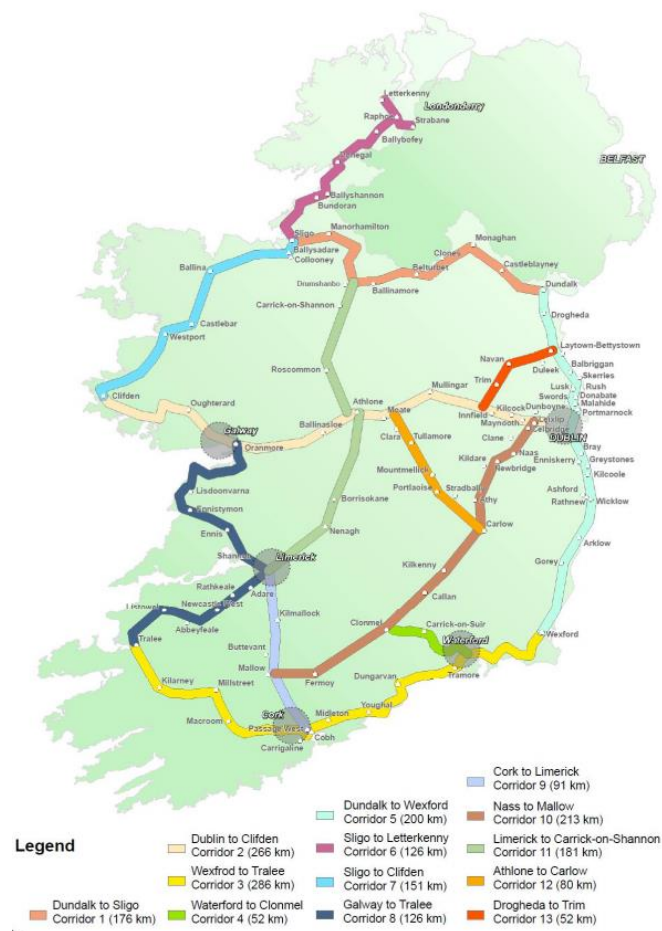 Letterkenny
Londonderry
Raphoe
Strabane
Ballybofey
BELFAST
Donegal
Ballyshannon
Bundoran
Manorhamilton
Sligo
Monaghan
Ballysadare
Clones
Collooney
Ballina
Belturbet
Castleblayney
Drumshanbo
Ballinamore
Dundalk
Carrick-on-Shannon
Drogheda
Castlebar
Westport
Laytown-Bettystown
Navan
Balbriggan
Duleek
Skerries
Roscommon
Trim
Lusk
Rush
Mullingar
Swords
Donabate
Clifden
Oughterard
Athlone
Kilcock
Dunboyne
Malahide
Moate
Innfield
Maynooth
Leixlip
Portmarnock
Galway
Ballinasloe
Celbridge
DUBLIN
Clara
Tullamore
Clane
Oranmore
Naas
Bray
Kildare
Enniskerry
Greystones
Mountmellick
Newbridge
Kilcoole
Lisdoonvarna
Portlaoise
Stradbally
Ashford
Borrisokane
Athy
Rathnew
Wicklow
Ennistymon
Ennis
Nenagh
Carlow
Arklow
Shannon
Limerick
Gorey
Rathkeale
Adare
Kilkenny
Listowel
Newcastle West
Callan
Abbeyfeale
Kilmallock
Clonmel
Carrick-on-Suir
Tralee
Waterford
Wexford
Buttevant
Mallow
Tramore
Kilarney
Millstreet
Fermoy
Dungarvan
Macroom
Cork
Midleton
Youghal
Passage West
Cobh
Carrigaline
Legend
Cork to Limerick
Corridor 9 (91 km)
Dundalk to Wexford
Corridor 5 (200 km)
Nass to Mallow
Corridor 10 (213 km)
Dublin to Clifden
Corridor 2 (266 km)
Sligo to Letterkenny
Corridor 6 (126 km)
Limerick to Carrick-on-Shannon
Corridor 11 (181 km)
Wexfrod to Tralee
Corridor 3 (286 km)
Sligo to Clifden
Corridor 7 (151 km)
Athlone to Carlow
Corridor 12 (80 km)
Dundalk to Sligo
Corridor 1 (176 km)
Waterford to Clonmel
Corridor 4 (52 km)
Galway to Tralee
Corridor 8 (126 km)
Drogheda to Trim
Corridor 13 (52 km)